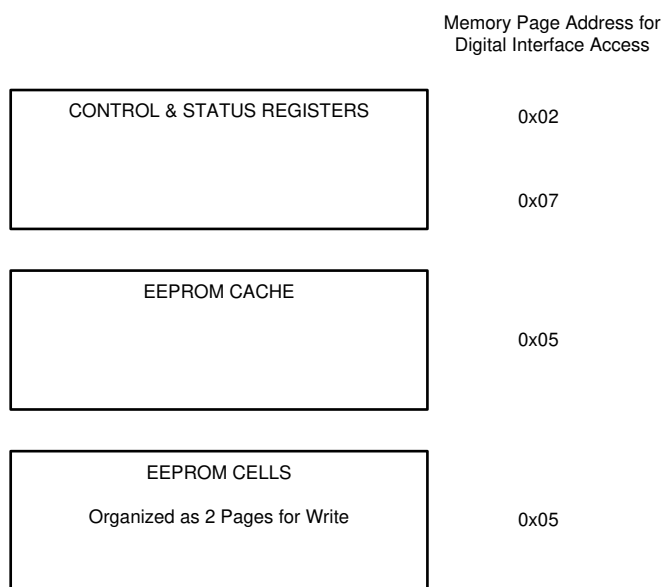 Memory Page Address for
Digital Interface Access
CONTROL & STATUS REGISTERS
0x02
0x07
EEPROM CACHE
0x05
EEPROM CELLS
Organized as 2 Pages for Write
0x05